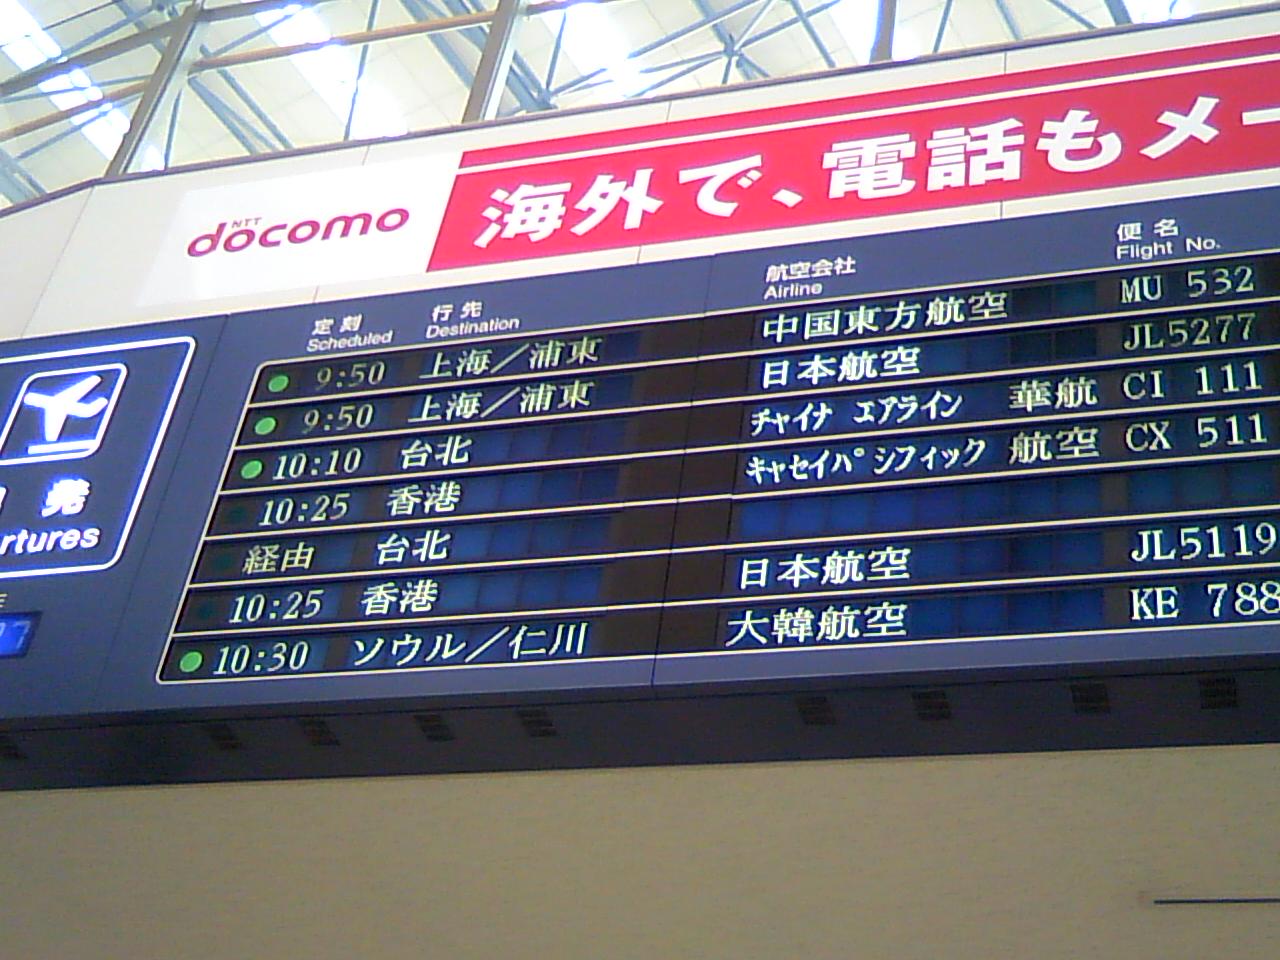 NTT docomo
海外で、電話もメー
定刻 行先 航空会社 便名
Scheduled Destination Airline Flight No.
9:50 上海／浦東 中国東方航空 MU 532
9:50 上海／浦東 日本航空 JL5277
10:10 台北 チャイナ エアライン 華航 CI 111
10:25 香港 キャセイパシフィック 航空 CX 511
経由 台北
10:25 香港 日本航空 JL5119
10:30 ソウル／仁川 大韓航空 KE 788
発
rtures